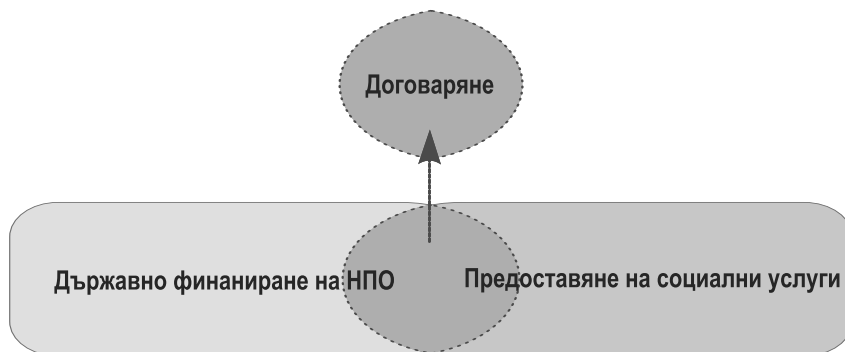 Договаряне
Държавно финаниране на НПО
Предоставяне на социални услуги